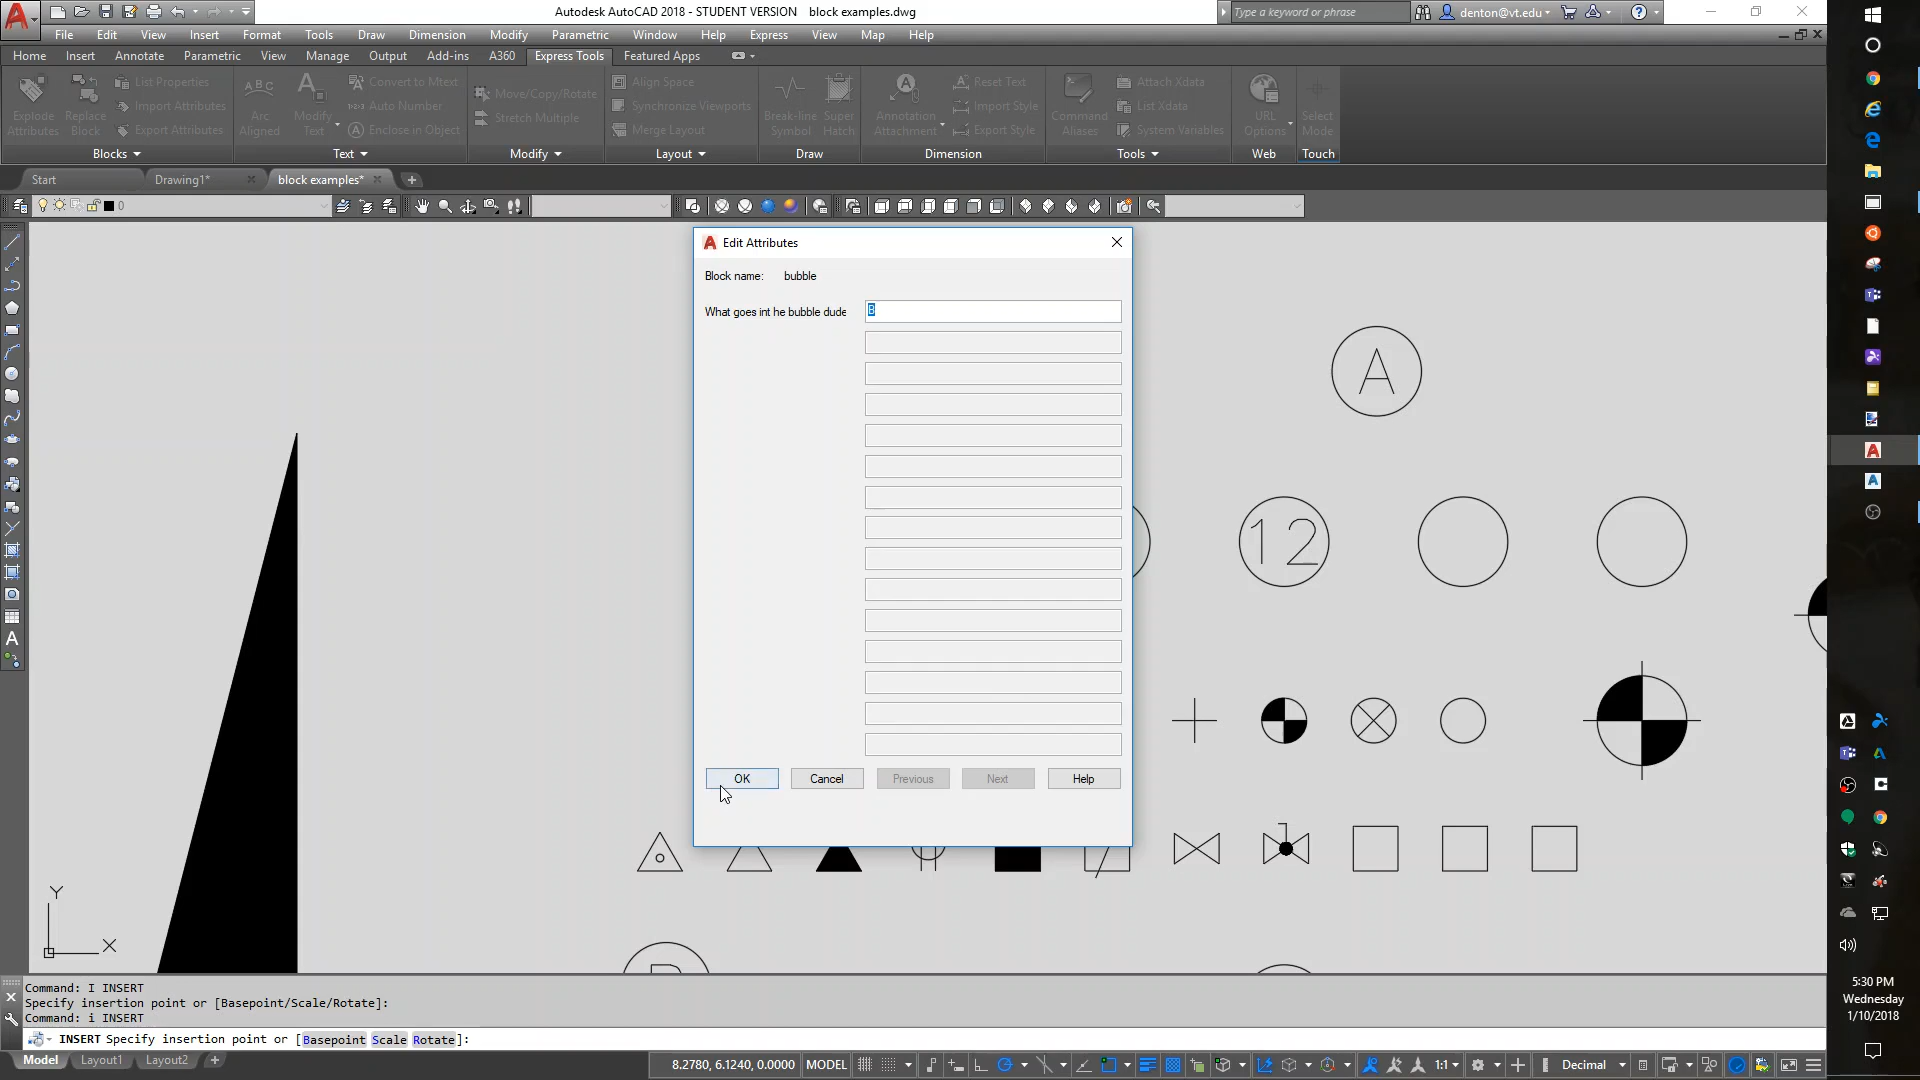 Autodesk AutoCAD 2018 - STUDENT VERSION    block examples.dwg
Type a keyword or phrase
denton@vt.edu
File Edit View Insert Format Tools Draw Dimension Modify Parametric Window Help Express View Map Help
Home Insert Annotate Parametric View Manage Output Add-ins A360 Express Tools Featured Apps
Explode Attributes
Replace Block
List Properties
Import Attributes
Export Attributes
Blocks
ABC
Arc Aligned
Modify Text
Convert to Mtext
Auto Number
Enclose in Object
Text
Move/Copy/Rotate
Stretch Multiple
Modify
Align Space
Synchronize Viewports
Merge Layout
Layout
Break-line Symbol
Super Hatch
Draw
Annotation Attachment
Reset Text
Import Style
Export Style
Dimension
Command Aliases
Attach Xdata
List Xdata
System Variables
Tools
URL Options
Web
Select Mode
Touch
Start
Drawing1*
block examples*
0
Edit Attributes
Block name: bubble
What goes int he bubble dude
B
OK Cancel Previous Next Help
A
12
Y
X
Command: I INSERT
Specify insertion point or [Basepoint/Scale/Rotate]:
Command: i INSERT
INSERT Specify insertion point or [Basepoint Scale Rotate]:
Model Layout1 Layout2
8.2780, 6.1240, 0.0000 MODEL
1:1
Decimal
5:30 PM
Wednesday
1/10/2018